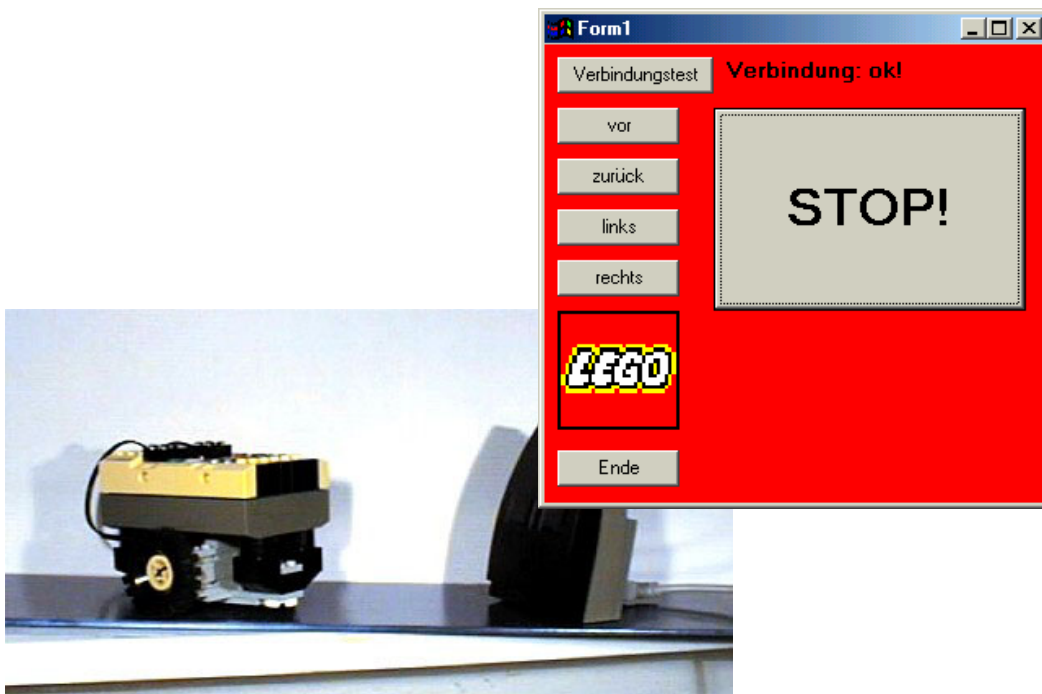 Form1
Verbindungstest
Verbindung: ok!
vor
zurück
STOP!
links
rechts
LEGO
Ende